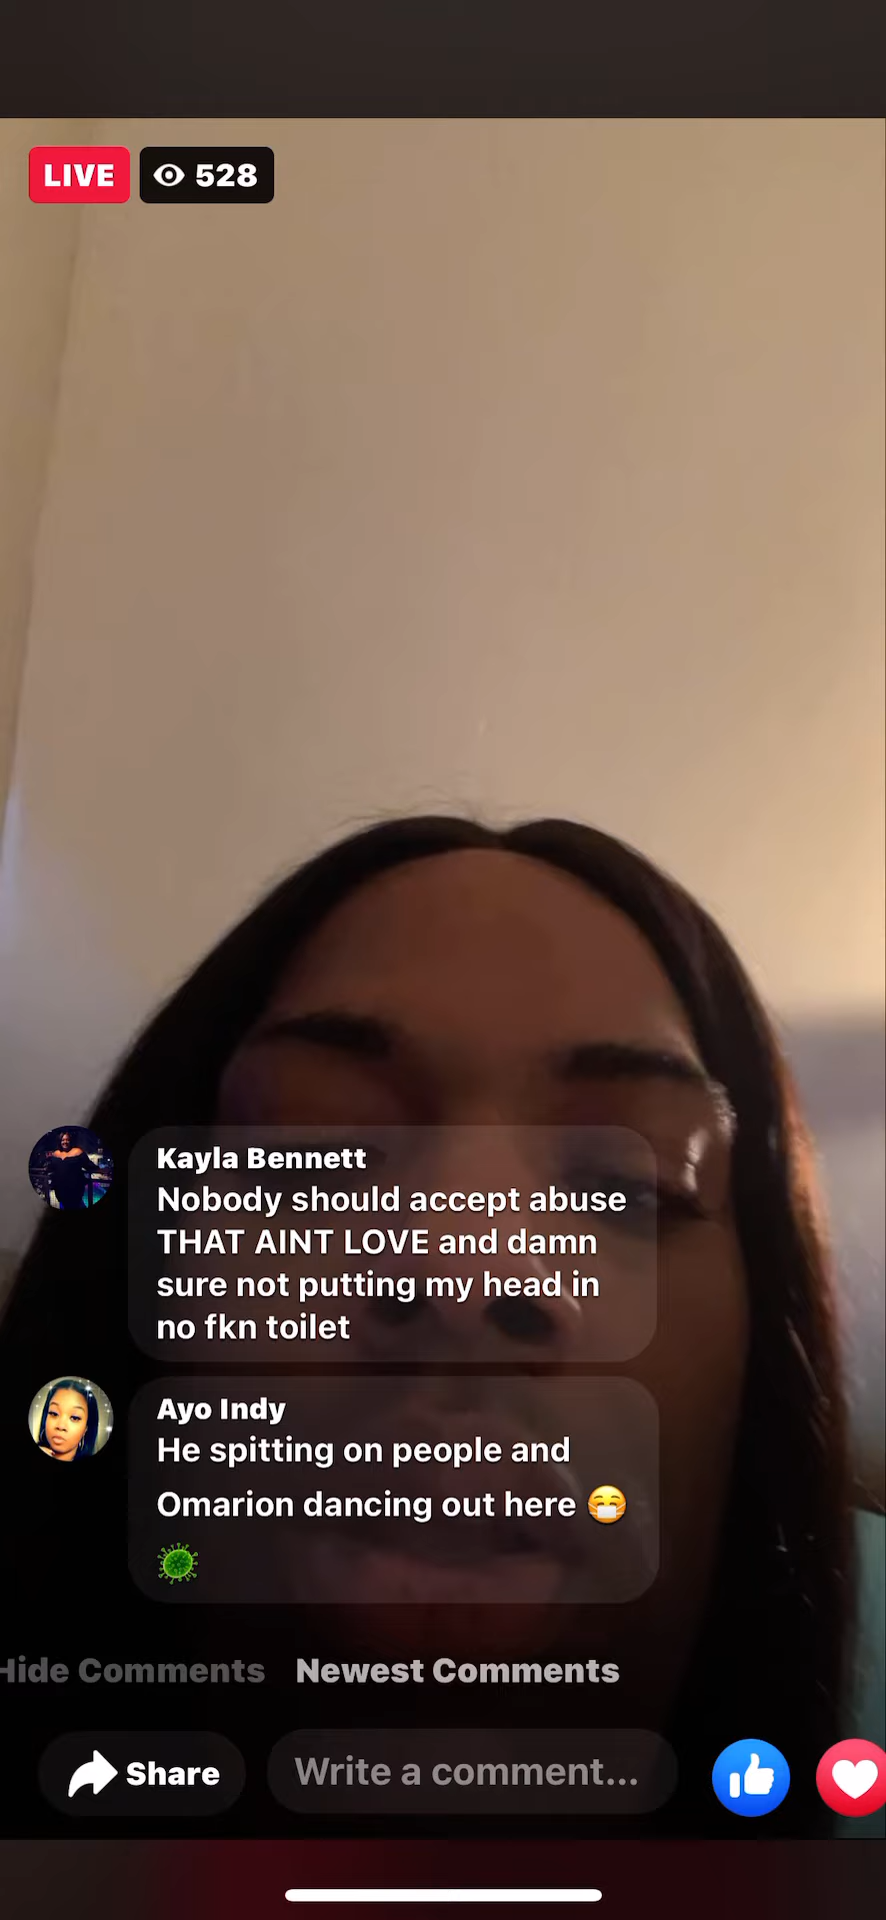 LIVE 528
Kayla Bennett
Nobody should accept abuse
THAT AINT LOVE and damn
sure not putting my head in
no fkn toilet
Ayo Indy
He spitting on people and
Omarion dancing out here 😷
🦠
Hide Comments Newest Comments
Share Write a comment...